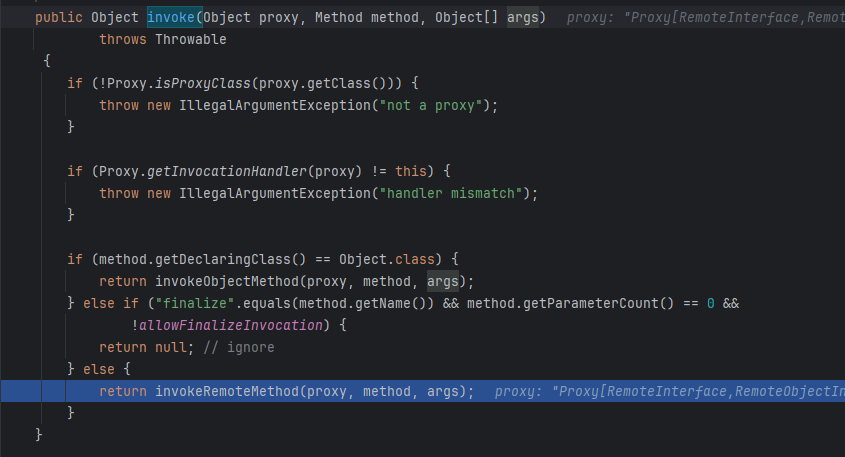 public Object invoke(Object proxy, Method method, Object[] args)   proxy: "Proxy[RemoteInterface,Remot
        throws Throwable
{
    if (!Proxy.isProxyClass(proxy.getClass())) {
        throw new IllegalArgumentException("not a proxy");
    }

    if (Proxy.getInvocationHandler(proxy) != this) {
        throw new IllegalArgumentException("handler mismatch");
    }

    if (method.getDeclaringClass() == Object.class) {
        return invokeObjectMethod(proxy, method, args);
    } else if ("finalize".equals(method.getName()) && method.getParameterCount() == 0 &&
            !allowFinalizeInvocation) {
        return null; // ignore
    } else {
        return invokeRemoteMethod(proxy, method, args);   proxy: "Proxy[RemoteInterface,RemoteObjectIn
    }
}